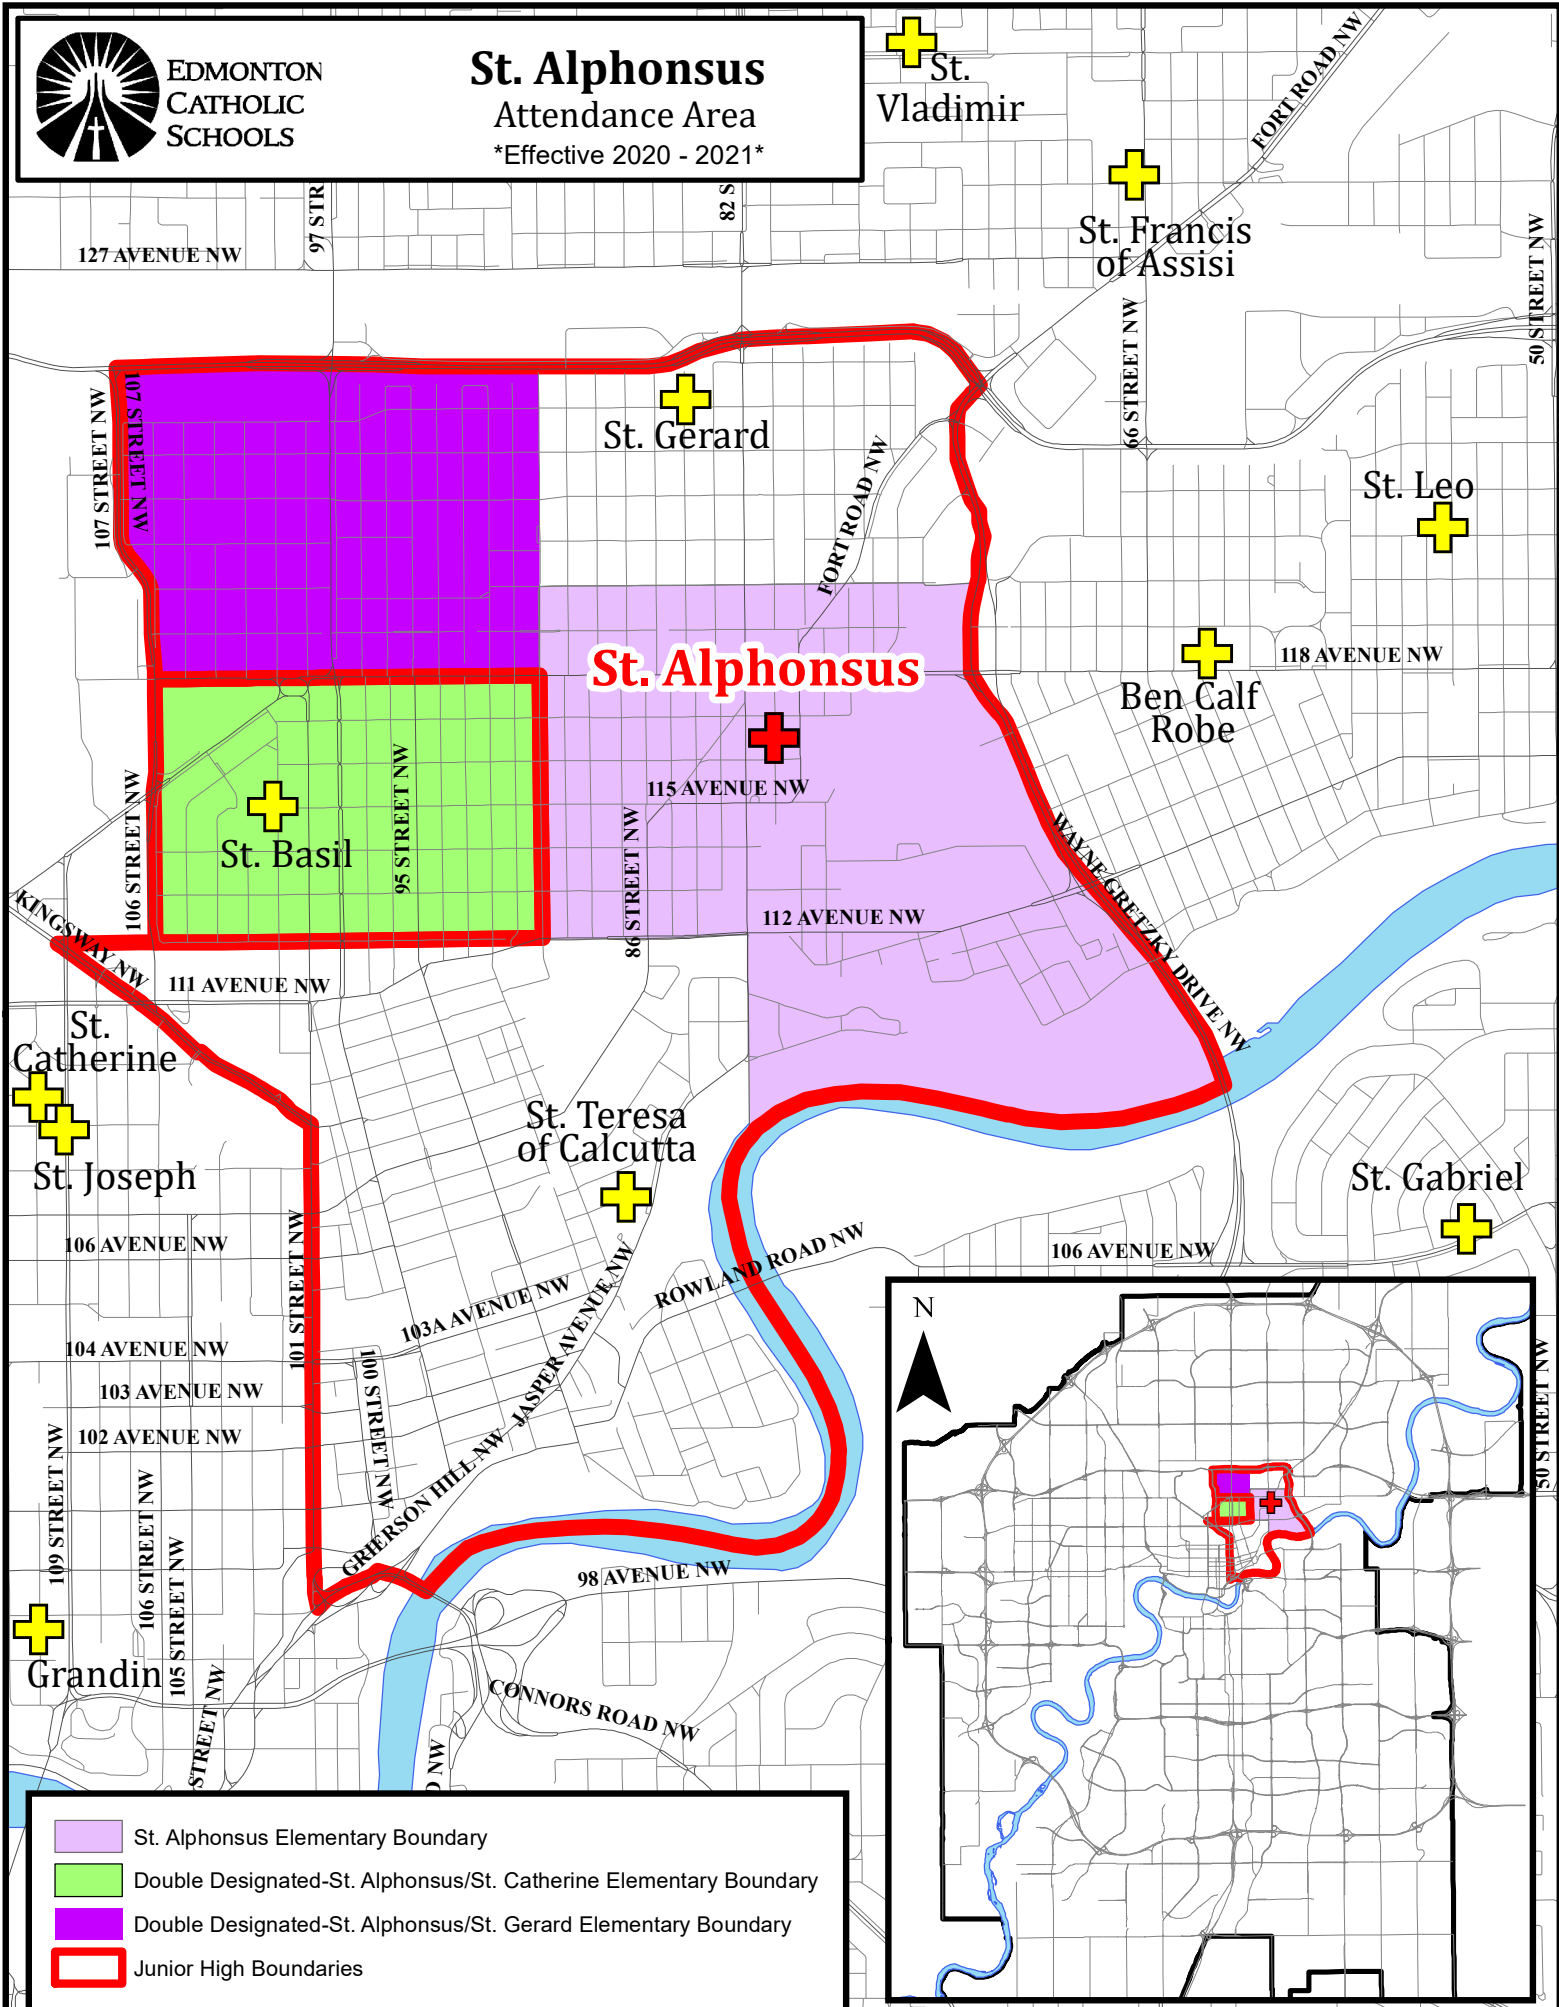 EDMONTON
CATHOLIC
SCHOOLS
St. Alphonsus
Attendance Area
*Effective 2020 - 2021*
St.
Vladimir
FORT ROAD NW
St. Francis
of Assisi
97 STR
82 S
127 AVENUE NW
50 STREET NW
66 STREET NW
107 STREET NW
107 STREET NW
St. Gerard
FORT ROAD NW
St. Leo
St. Alphonsus
118 AVENUE NW
Ben Calf
Robe
115 AVENUE NW
106 STREET NW
95 STREET NW
St. Basil
86 STREET NW
WAYNE GRETZKY DRIVE NW
112 AVENUE NW
KINGSWAY NW
111 AVENUE NW
St.
Catherine
St. Joseph
St. Teresa
of Calcutta
St. Gabriel
106 AVENUE NW
101 STREET NW
ROWLAND ROAD NW
106 AVENUE NW
103A AVENUE NW
JASPER AVENUE NW
104 AVENUE NW
103 AVENUE NW
100 STREET NW
102 AVENUE NW
109 STREET NW
106 STREET NW
105 STREET NW
GRIERSON HILL NW
98 AVENUE NW
Grandin
STREET NW
CONNORS ROAD NW
D NW
N
50 STREET NW
St. Alphonsus Elementary Boundary
Double Designated-St. Alphonsus/St. Catherine Elementary Boundary
Double Designated-St. Alphonsus/St. Gerard Elementary Boundary
Junior High Boundaries